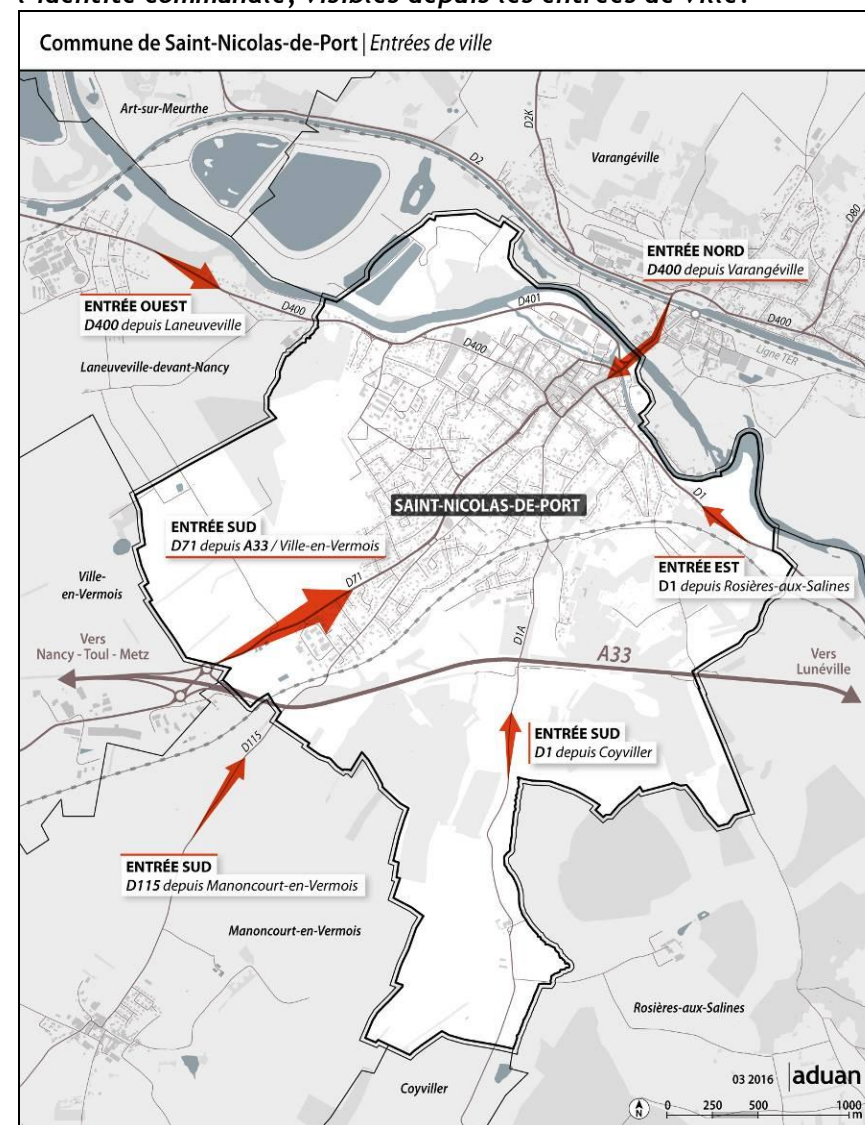 l'identité communale, visibles depuis les entrées de ville.
Commune de Saint-Nicolas-de-Port | Entrées de ville
Art-sur-Meurthe
D2K
D2
Varangéville
D80
ENTRÉE NORD
D400 depuis Varangéville
ENTRÉE OUEST
D400 depuis Laneuveville
D400
D401
D400
D400
Ligne TER
Laneuveville-devant-Nancy
SAINT-NICOLAS-DE-PORT
D1
ENTRÉE SUD
D71 depuis A33 / Ville-en-Vermois
D71
ENTRÉE EST
D1 depuis Rosières-aux-Salines
Ville-
en-Vermois
D1A
Vers
Nancy - Toul - Metz
A33
Vers
Lunéville
D115
ENTRÉE SUD
D1 depuis Coyviller
ENTRÉE SUD
D115 depuis Manoncourt-en-Vermois
Manoncourt-en-Vermois
Rosières-aux-Salines
Coyviller
03 2016 | aduan
N 0 250 500 1000
m